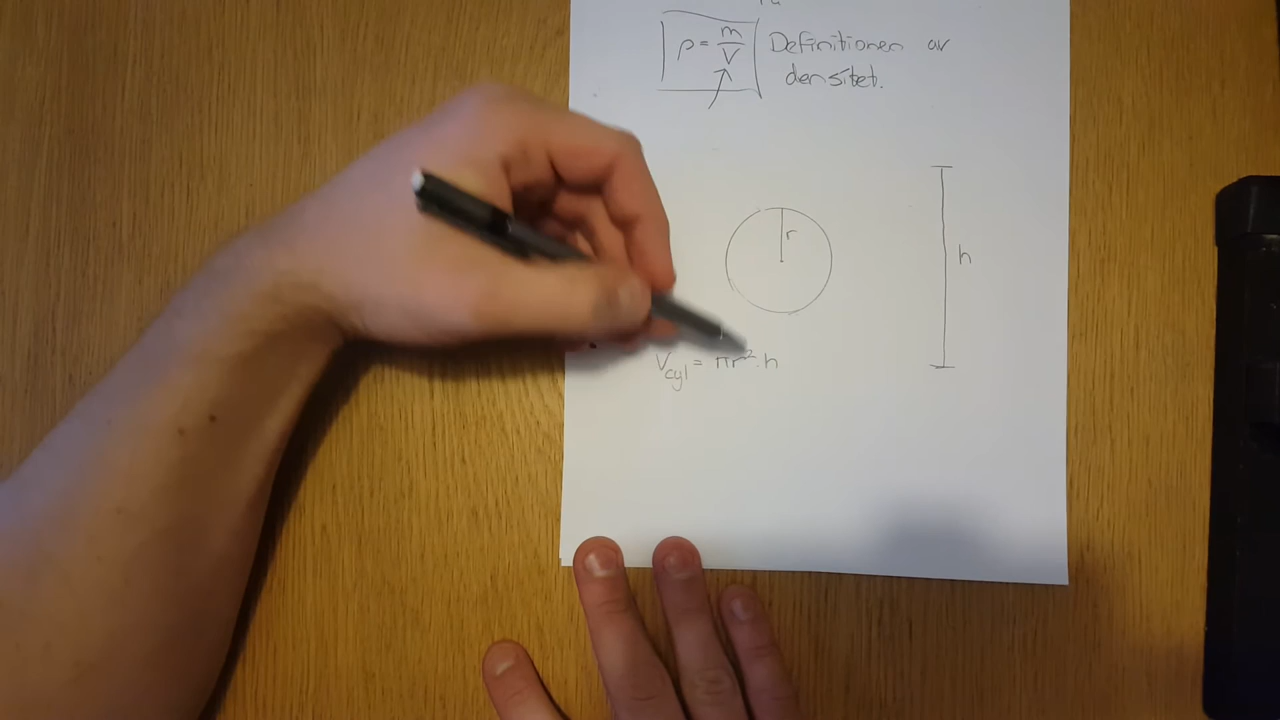 ρ = m/V Definitionen av
densitet.
r
h
V_cyl = πr²·h